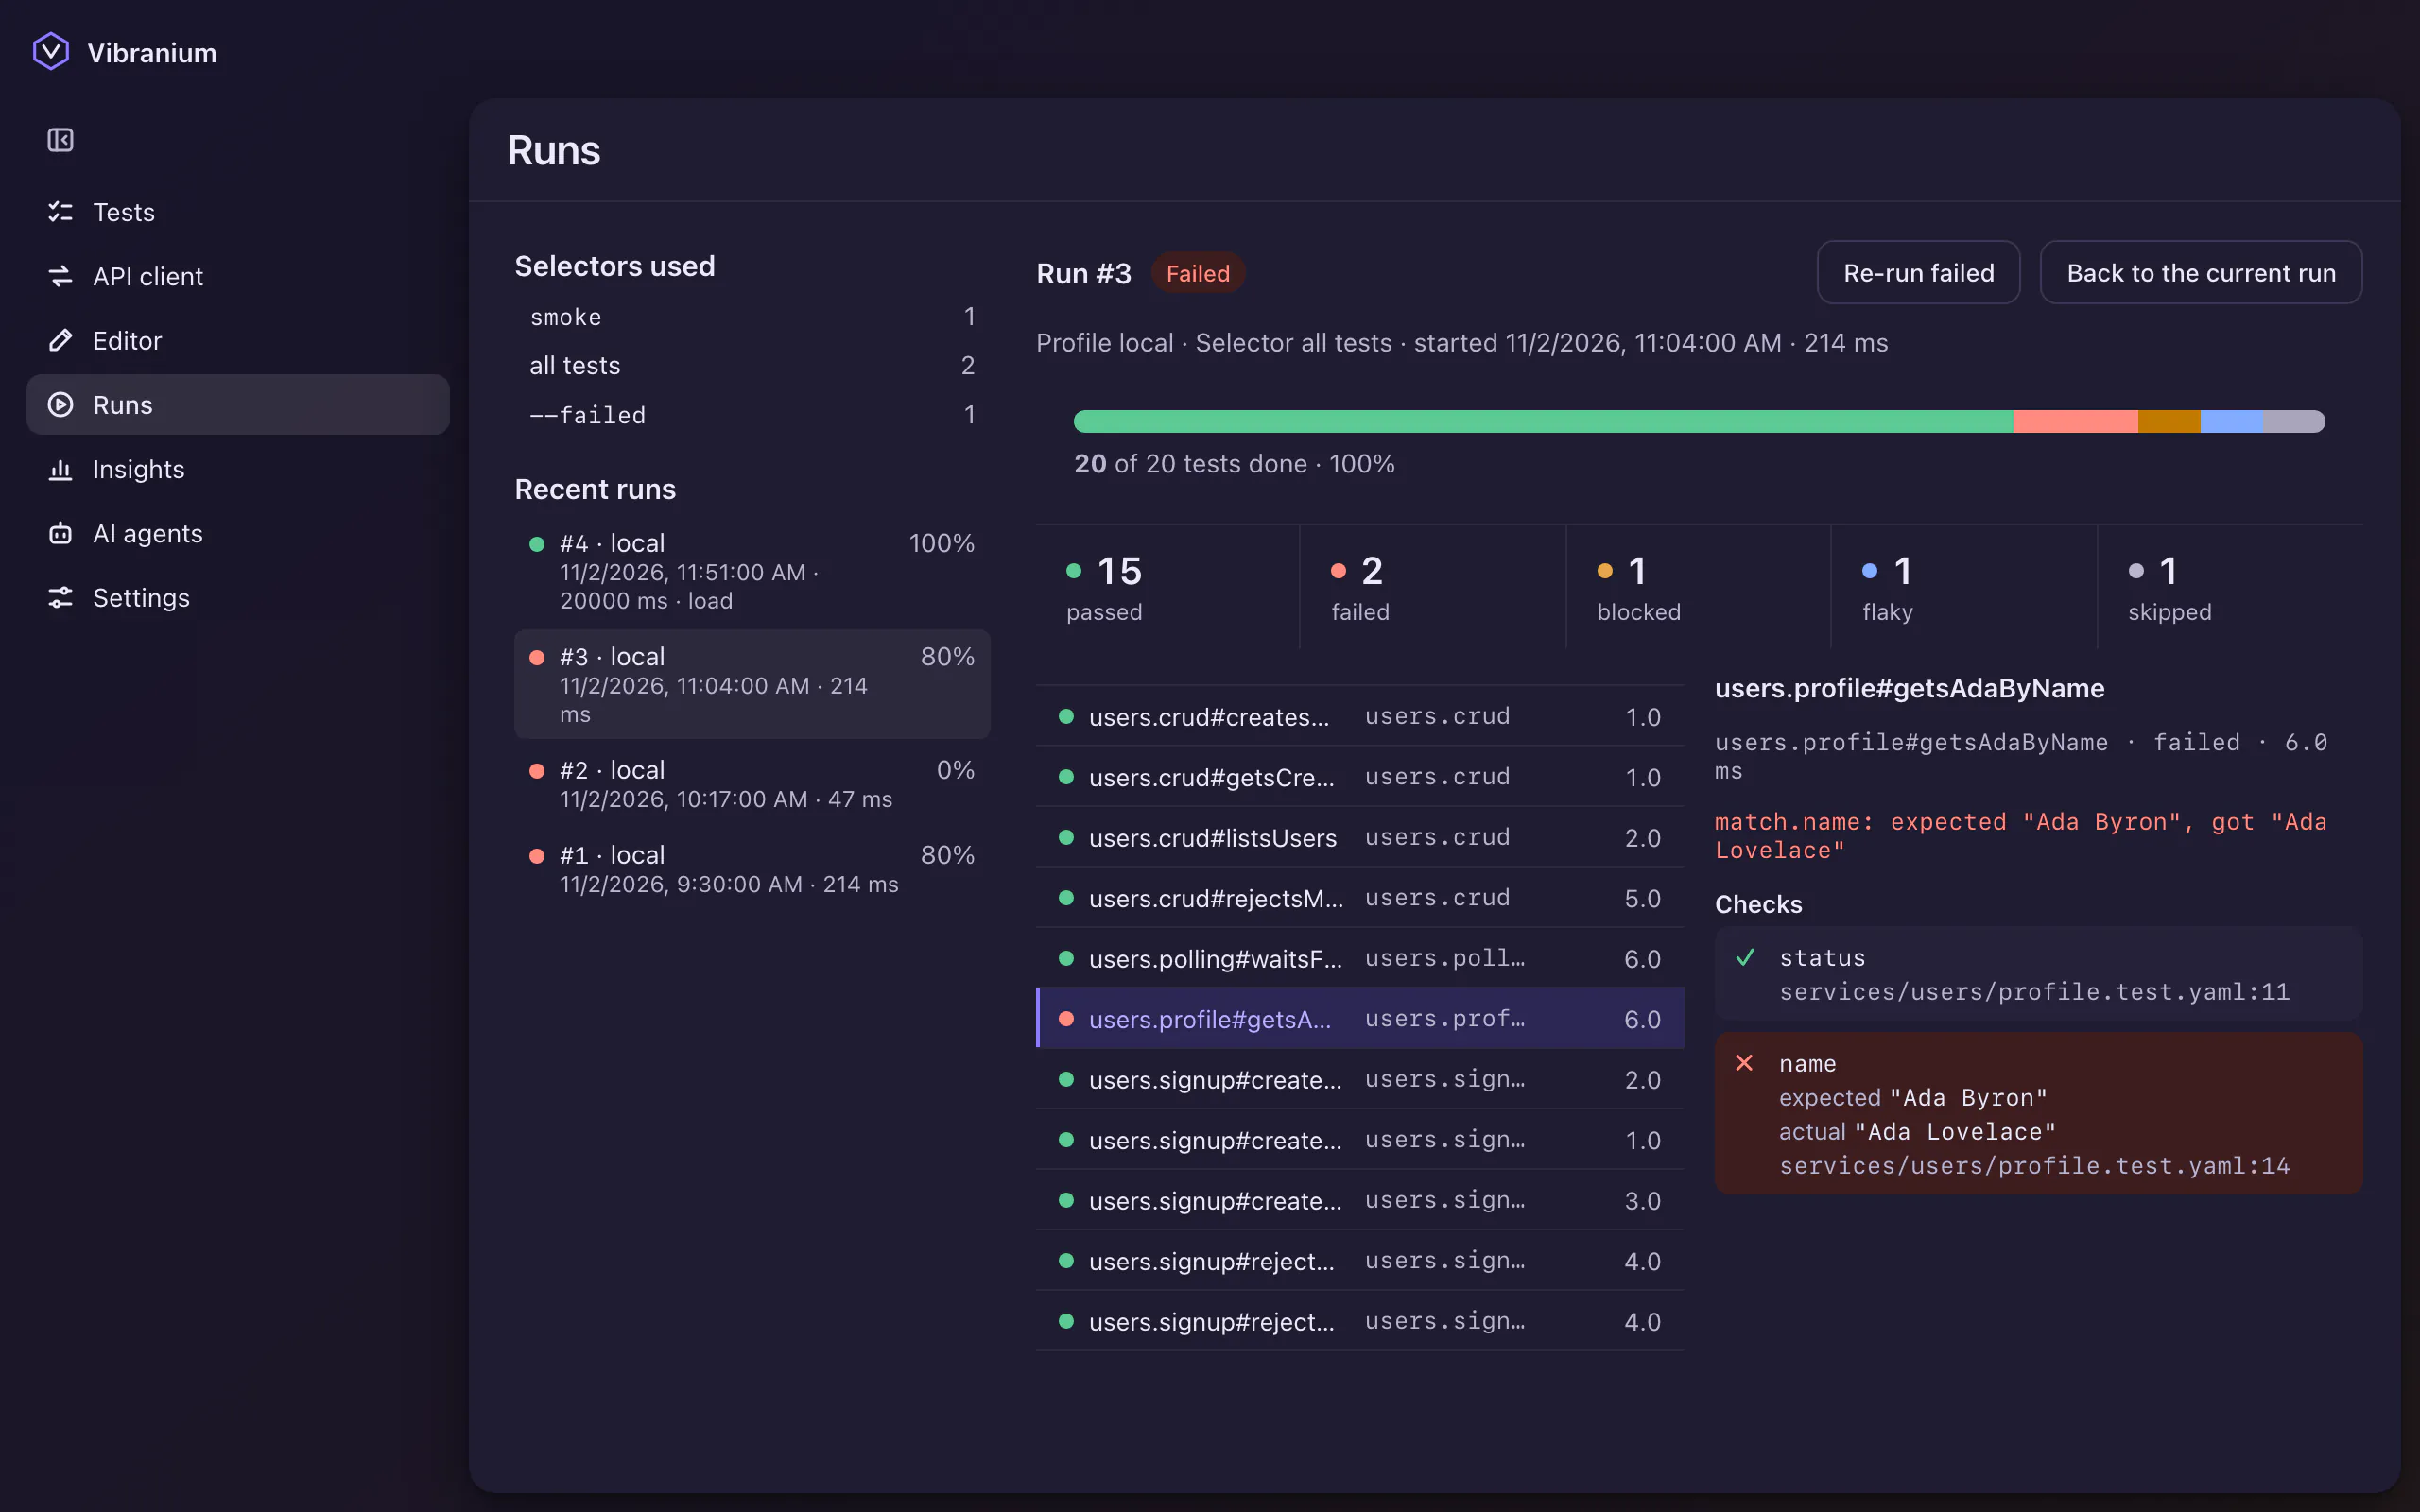 Vibranium
Tests
API client
Editor
Runs
Insights
AI agents
Settings
Runs
Selectors used
smoke 1
all tests 2
--failed 1
Recent runs
#4 · local 100%
11/2/2026, 11:51:00 AM ·
20000 ms · load
#3 · local 80%
11/2/2026, 11:04:00 AM · 214
ms
#2 · local 0%
11/2/2026, 10:17:00 AM · 47 ms
#1 · local 80%
11/2/2026, 9:30:00 AM · 214 ms
Run #3 Failed
Re-run failed
Back to the current run
Profile local · Selector all tests · started 11/2/2026, 11:04:00 AM · 214 ms
20 of 20 tests done · 100%
15
passed
2
failed
1
blocked
1
flaky
1
skipped
users.crud#creates... users.crud 1.0
users.crud#getsCre... users.crud 1.0
users.crud#listsUsers users.crud 2.0
users.crud#rejectsM... users.crud 5.0
users.polling#waitsF... users.poll... 6.0
users.profile#getsA... users.prof... 6.0
users.signup#create... users.sign... 2.0
users.signup#create... users.sign... 1.0
users.signup#create... users.sign... 3.0
users.signup#reject... users.sign... 4.0
users.signup#reject... users.sign... 4.0
users.profile#getsAdaByName
users.profile#getsAdaByName · failed · 6.0
ms
match.name: expected "Ada Byron", got "Ada
Lovelace"
Checks
status
services/users/profile.test.yaml:11
name
expected "Ada Byron"
actual "Ada Lovelace"
services/users/profile.test.yaml:14